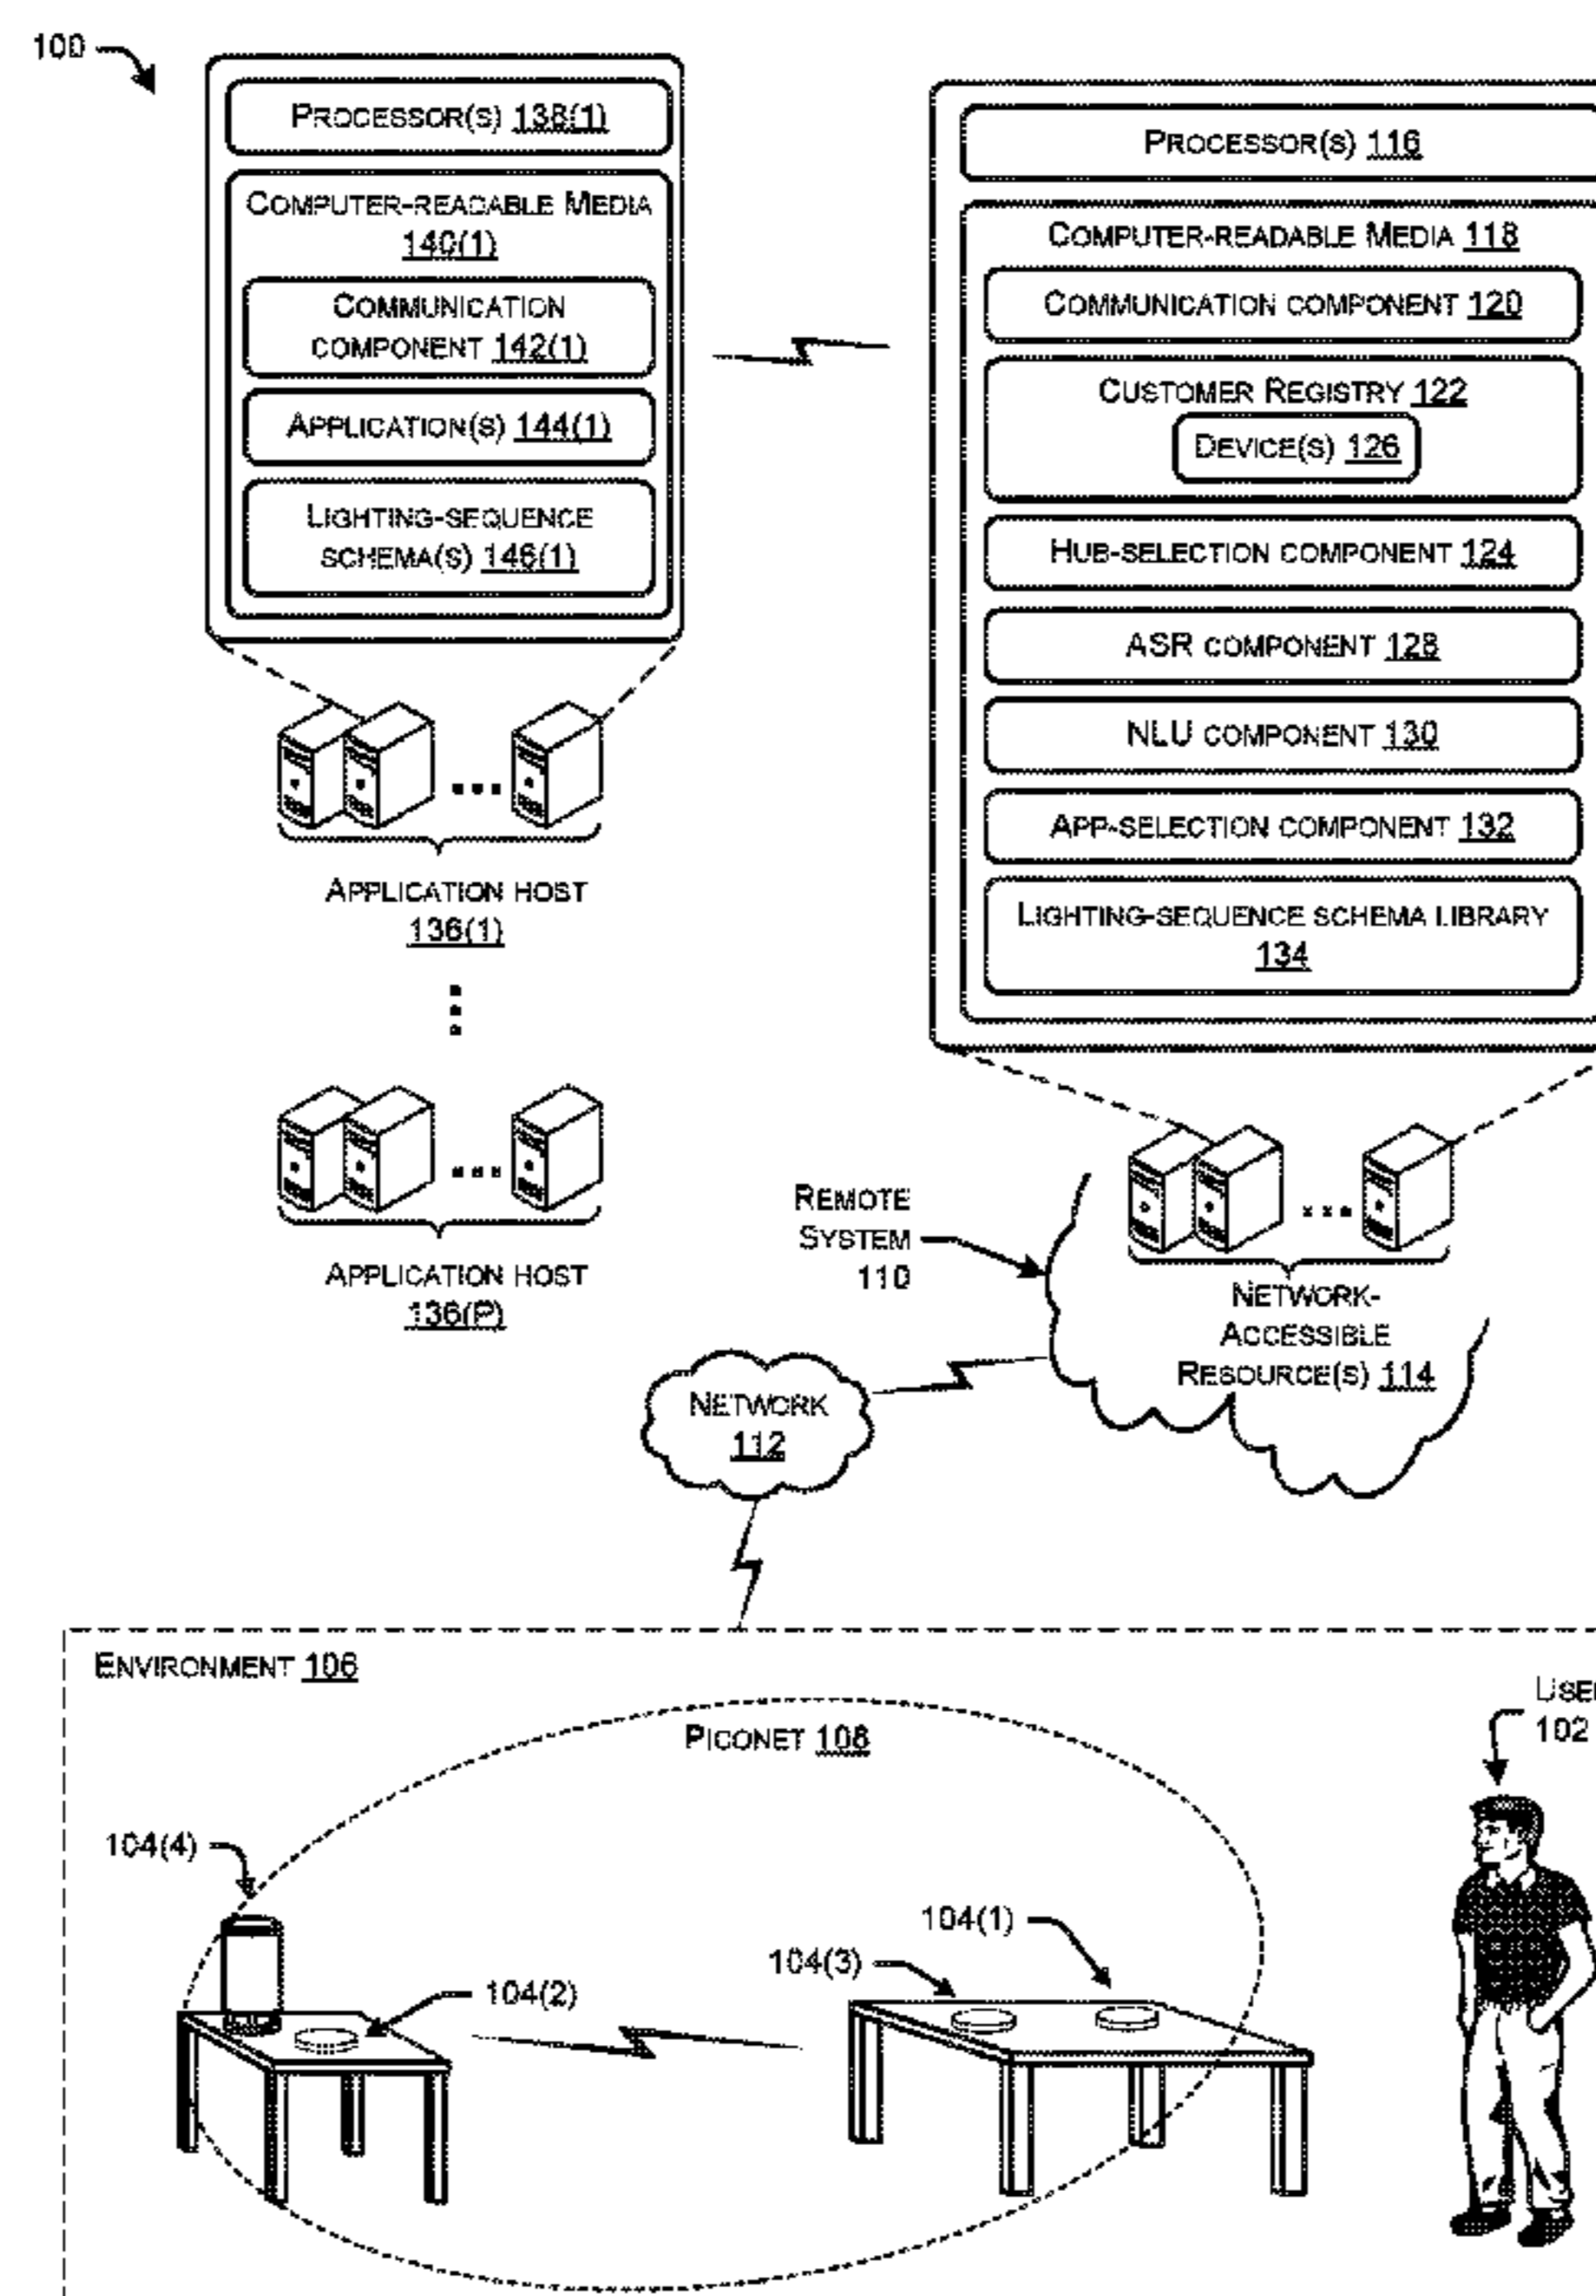 100
PROCESSOR(S) 138(1)
COMPUTER-READABLE MEDIA
140(1)
COMMUNICATION
COMPONENT 142(1)
APPLICATION(S) 144(1)
LIGHTING-SEQUENCE
SCHEMA(S) 146(1)
APPLICATION HOST
136(1)
APPLICATION HOST
136(P)
PROCESSOR(S) 116
COMPUTER-READABLE MEDIA 118
COMMUNICATION COMPONENT 120
CUSTOMER REGISTRY 122
DEVICE(S) 126
HUB-SELECTION COMPONENT 124
ASR COMPONENT 128
NLU COMPONENT 130
APP-SELECTION COMPONENT 132
LIGHTING-SEQUENCE SCHEMA LIBRARY
134
REMOTE
SYSTEM
110
NETWORK-
ACCESSIBLE
RESOURCE(S) 114
NETWORK
112
ENVIRONMENT 106
PICONET 108
USE
102
104(4)
104(2)
104(3)
104(1)